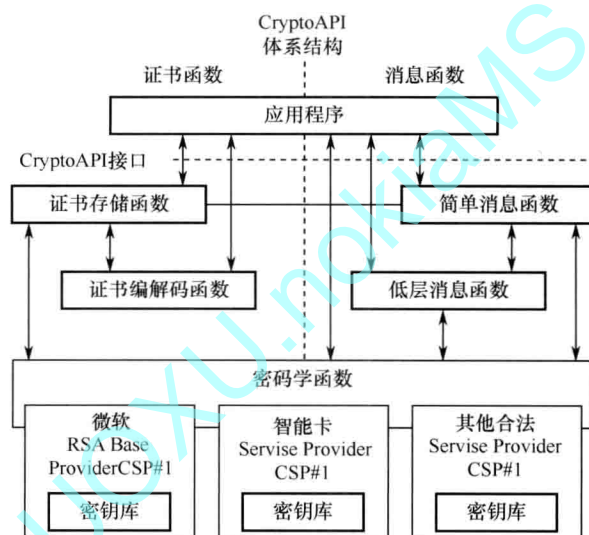 CryptoAPI
体系结构
证书函数
消息函数
应用程序
CryptoAPI接口
证书存储函数
简单消息函数
证书编解码函数
低层消息函数
密码学函数
微软
RSA Base
ProviderCSP#1
密钥库
智能卡
Servise Provider
CSP#1
密钥库
其他合法
Servise Provider
CSP#1
密钥库
UOXU.nokiaMS